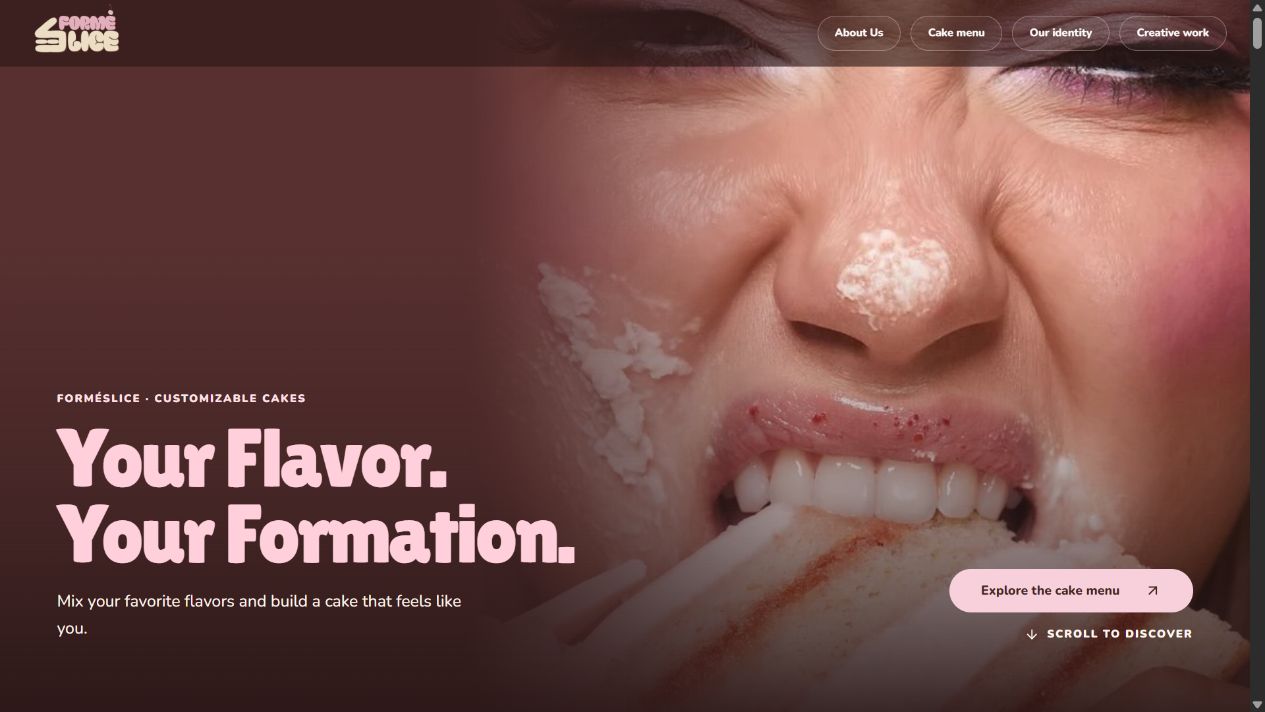 FORMÉ
SLICE
About Us
Cake menu
Our identity
Creative work
FORMÉSLICE · CUSTOMIZABLE CAKES
Your Flavor.
Your Formation.
Mix your favorite flavors and build a cake that feels like
you.
Explore the cake menu
SCROLL TO DISCOVER